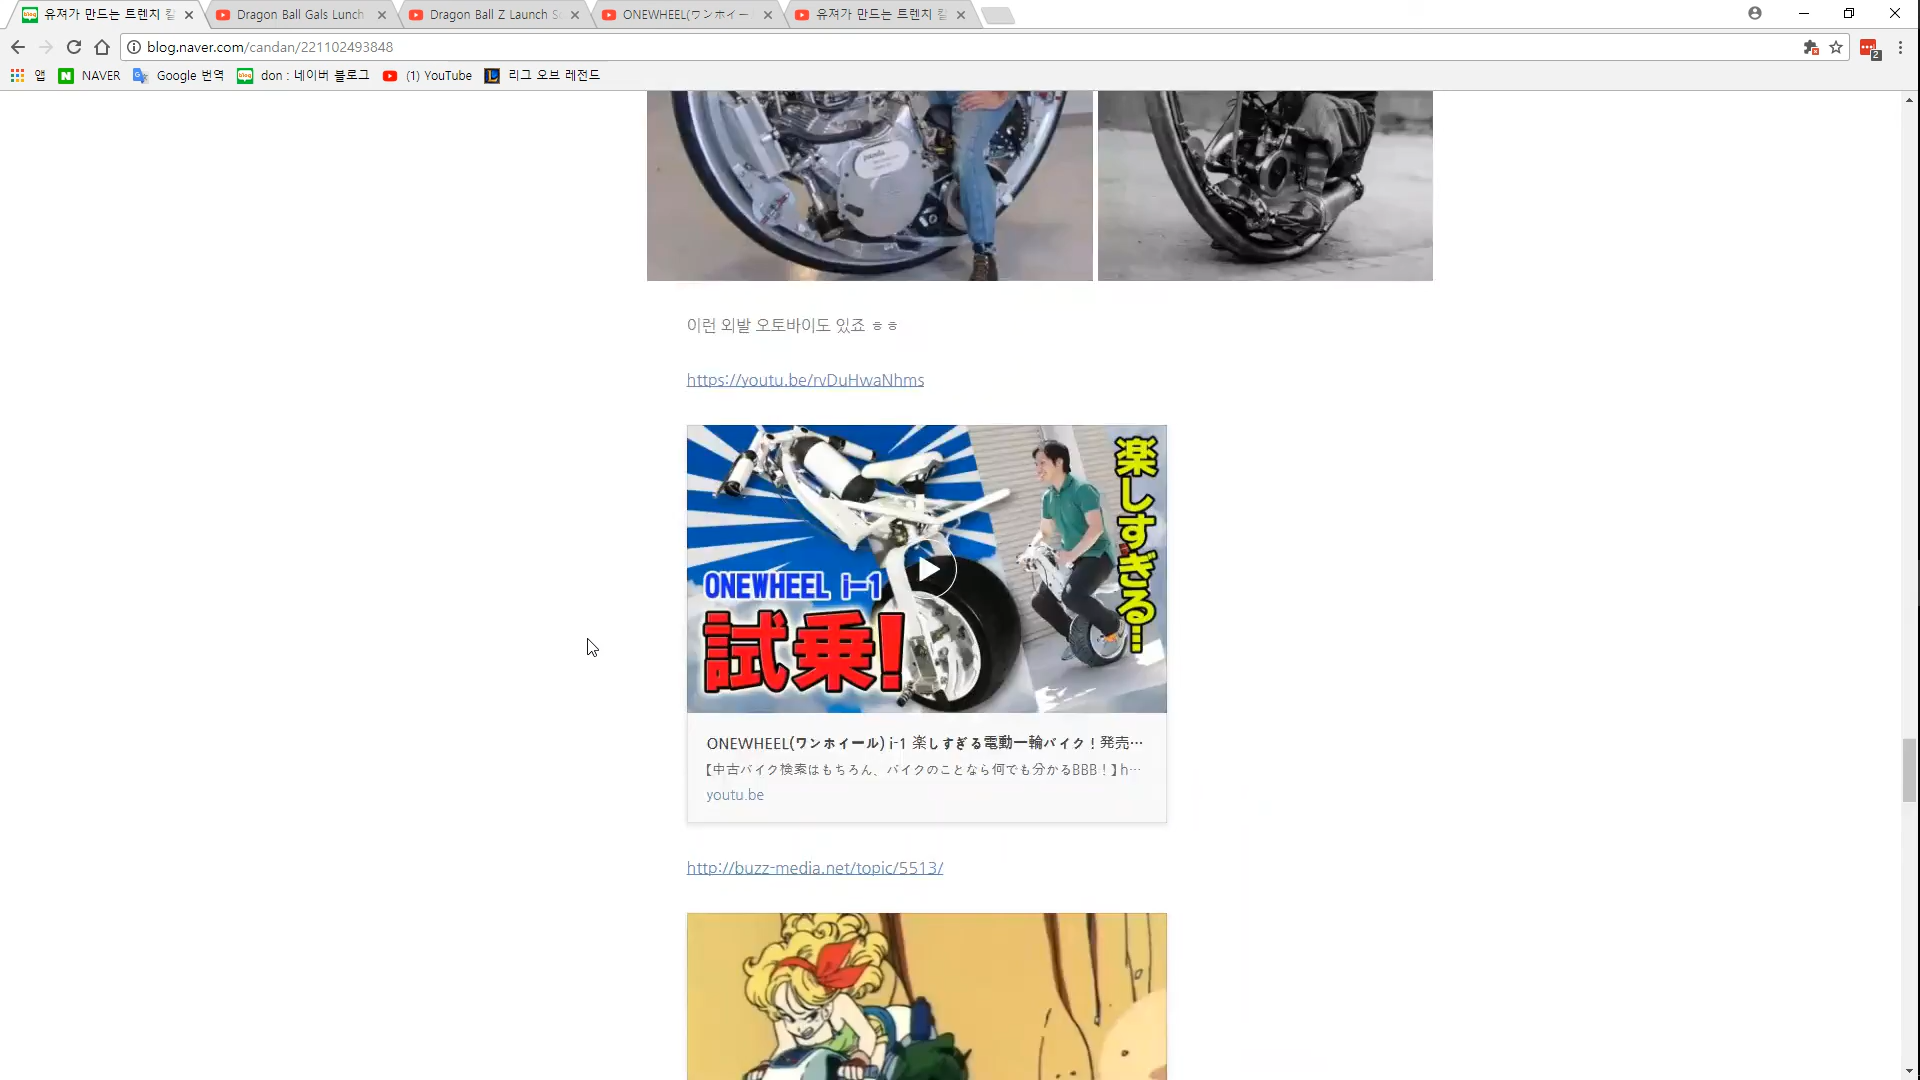 유져가 만드는 트렌치 칼
Dragon Ball Gals Lunch
Dragon Ball Z Launch S
ONEWHEEL(ワンホイー
유져가 만드는 트렌치 칼
blog.naver.com/candan/221102493848
2
앱
NAVER
Google 번역
don : 네이버 블로그
(1) YouTube
리그 오브 레전드
이런 외발 오토바이도 있죠 ㅎㅎ
https://youtu.be/rvDuHwaNhms
楽しすぎる…
ONEWHEEL i-1
試乗!
ONEWHEEL(ワンホイール) i-1 楽しすぎる電動一輪バイク！発売…
【中古バイク検索はもちろん、バイクのことなら何でも分かるBBB！】h…
youtu.be
http://buzz-media.net/topic/5513/